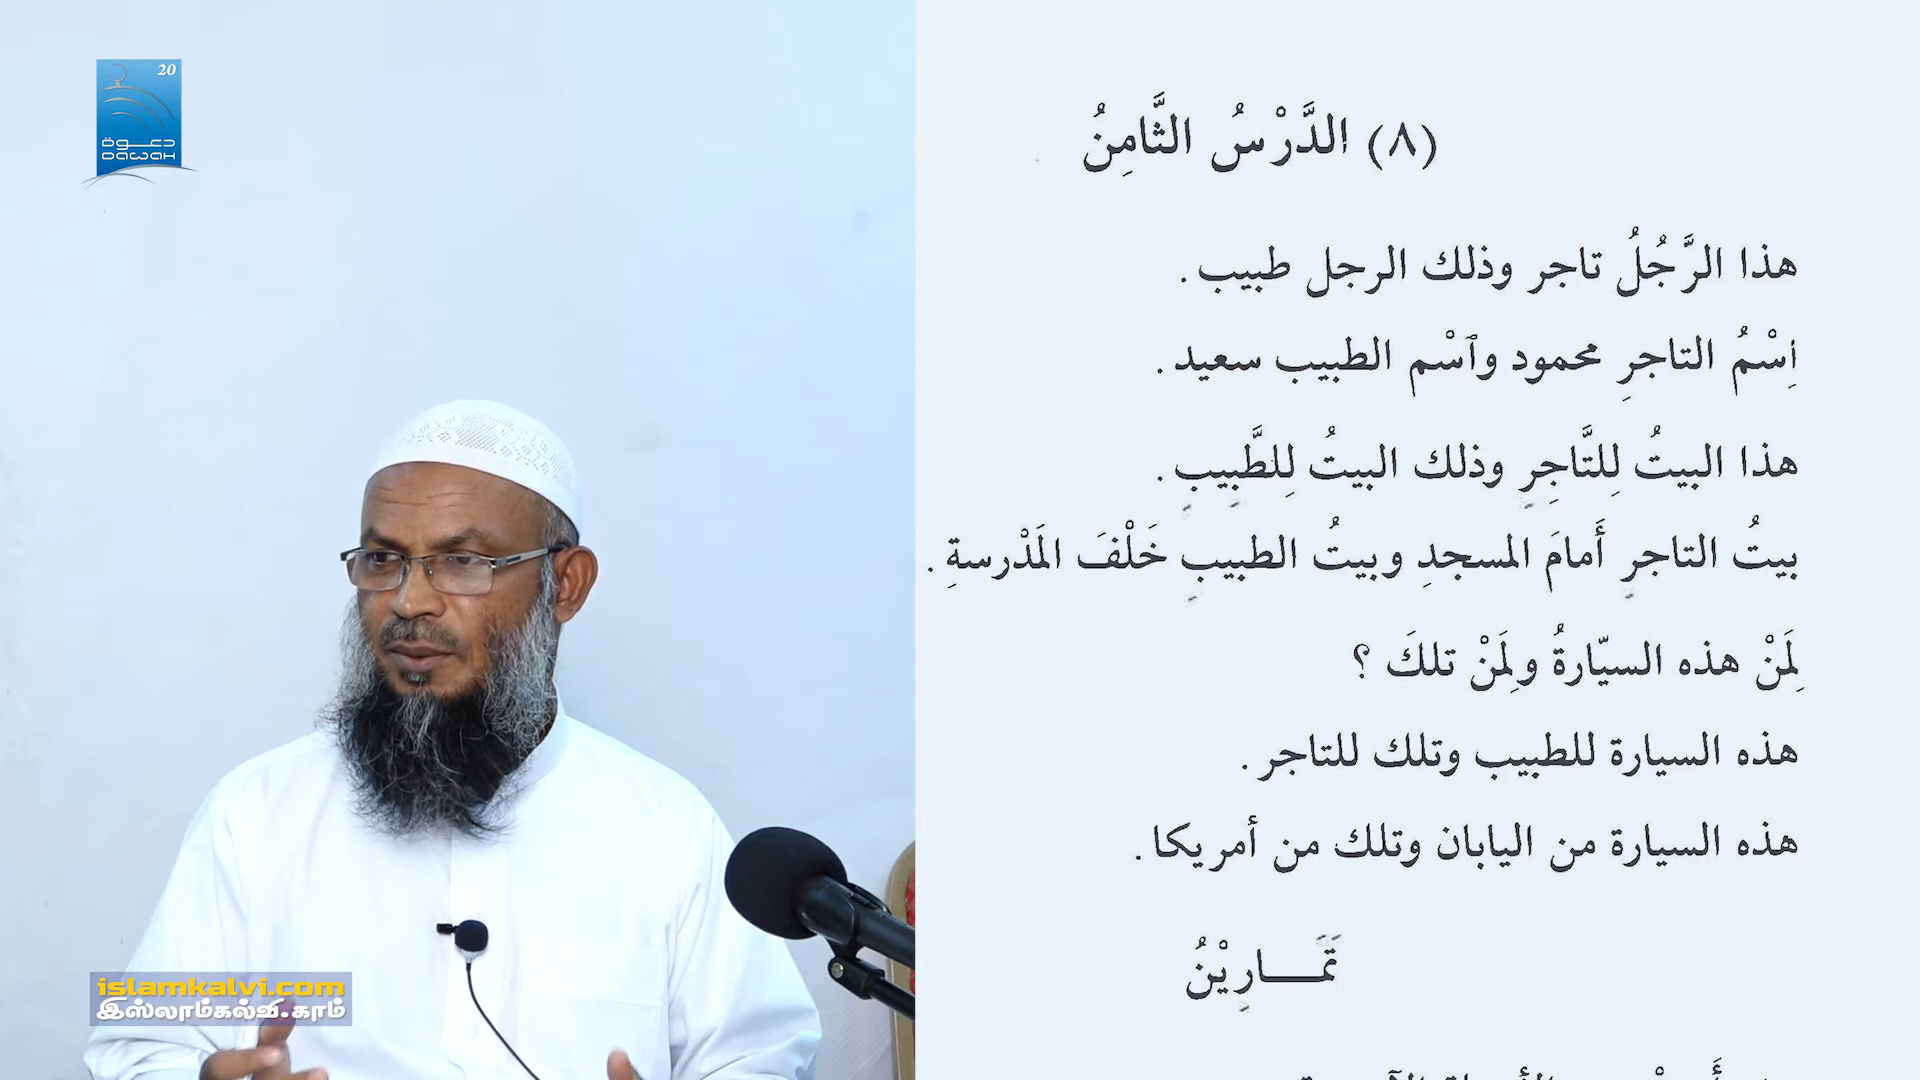 20
دعوة
DAWAH
(٨) الدَّرْسُ الثَّامِنُ
هذا الرَّجُلُ تاجر وذلك الرجل طبيب .
اِسْمُ التاجرِ محمود وٱسْم الطبيب سعيد .
هذا البيتُ لِلتَّاجِرِ وذلك البيتُ لِلطَّبِيبِ .
بيتُ التاجرِ أَمامَ المسجدِ وبيتُ الطبيبِ خَلْفَ المَدْرسةِ .
لِمَنْ هذه السيّارةُ ولِمَنْ تلكَ ؟
هذه السيارة للطبيب وتلك للتاجر .
هذه السيارة من اليابان وتلك من أمريكا .
تَمَــــارِيْنُ
islamkalvi.com
இஸ்லாம்கல்வி.காம்